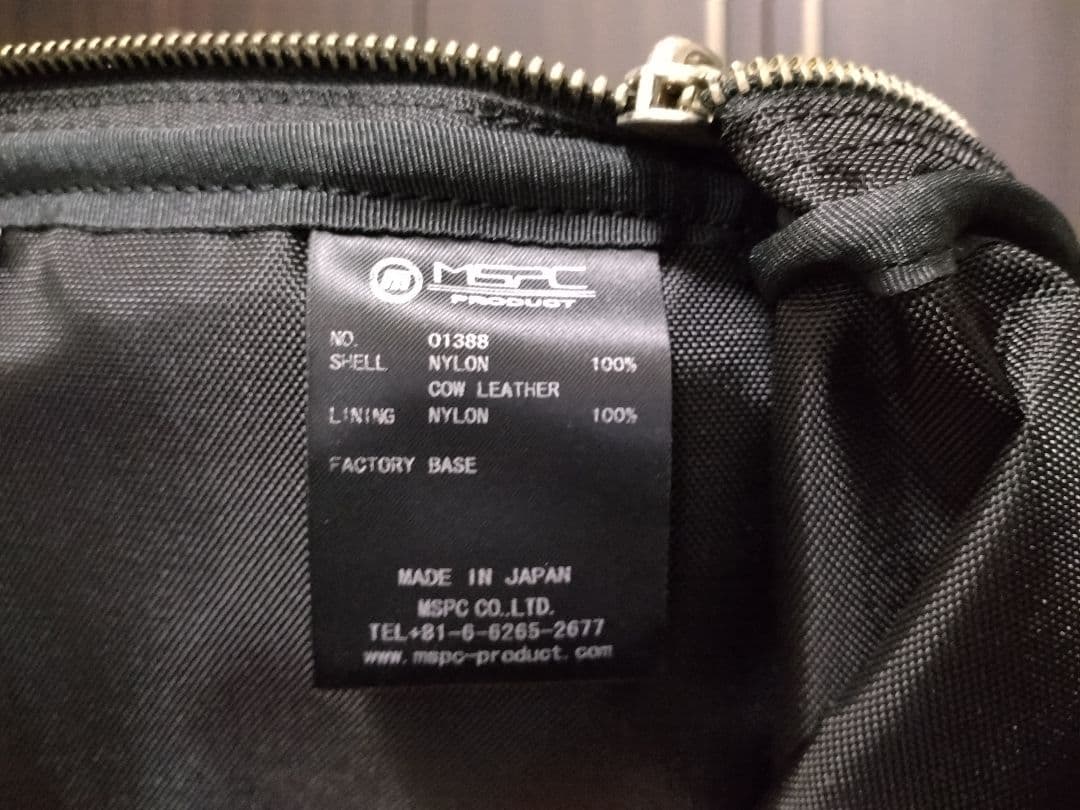 m MSPC
PRODUCT
NO. 01388
SHELL NYLON 100%
COW LEATHER
LINING NYLON 100%
FACTORY BASE
MADE IN JAPAN
MSPC CO.,LTD.
TEL+81-6-6265-2677
www.mspc-product.com